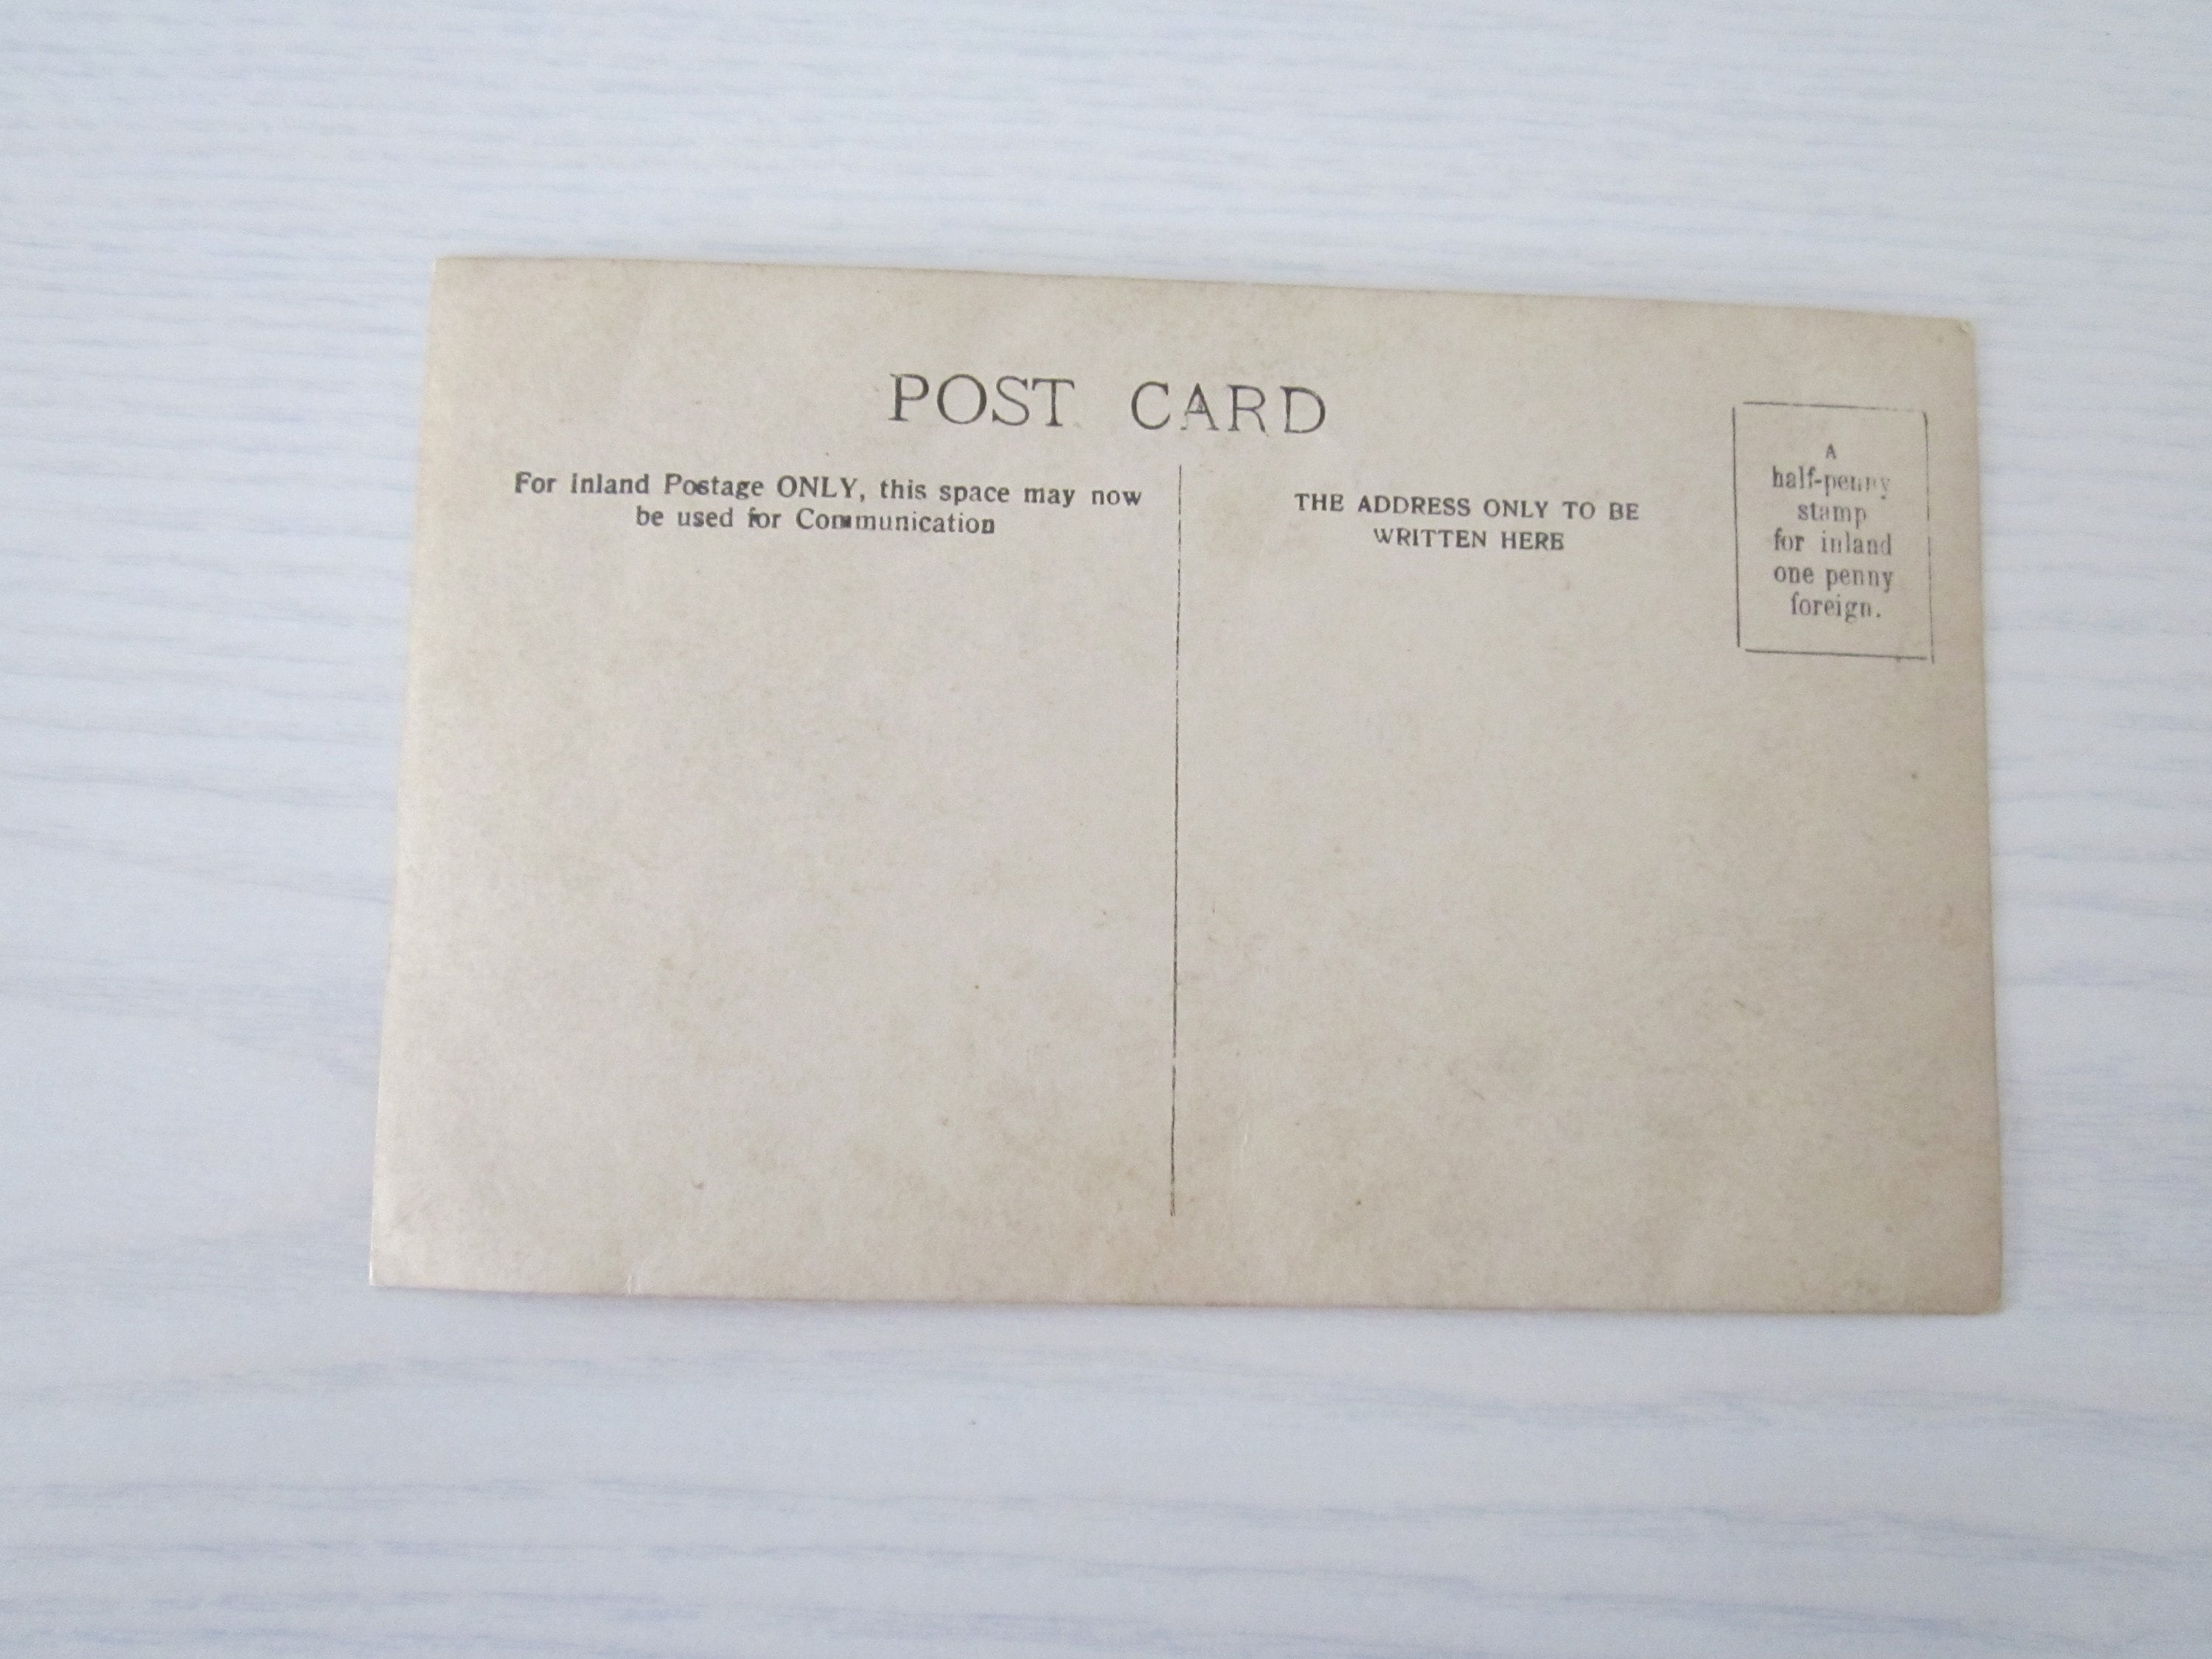 POST CARD
For Inland Postage ONLY, this space may now
be used for Communication
THE ADDRESS ONLY TO BE
WRITTEN HERE
A
half-penny
stamp
for inland
one penny
foreign.